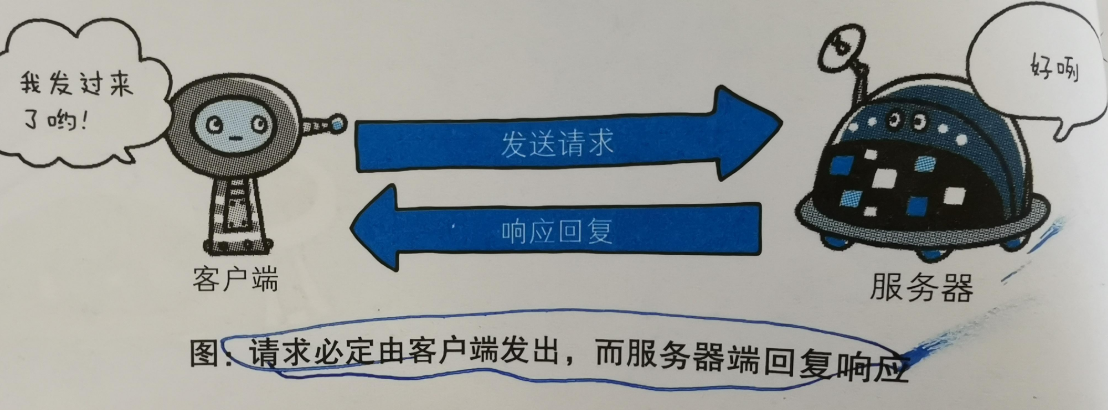 我发过来
了哟!
好咧
发送请求
响应回复
客户端
服务器
图:请求必定由客户端发出,而服务器端回复响应